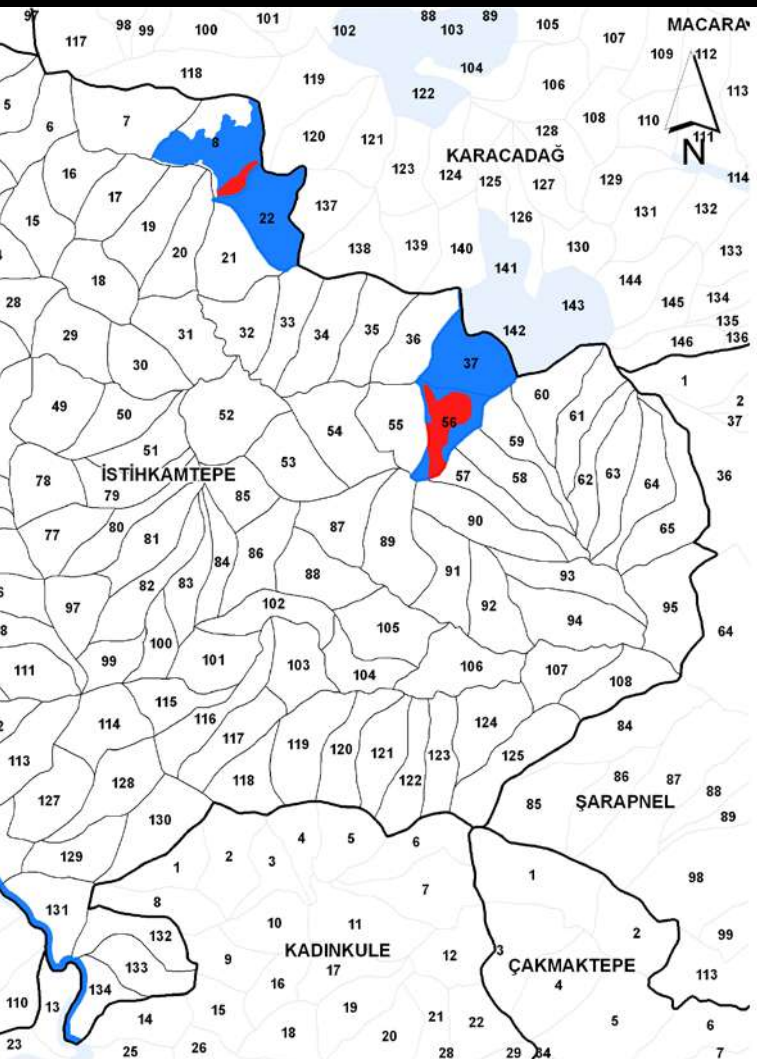 97 98 99 100 101 102 88 103 89 105 107 MACARA
117 109 112
118 119 104 106 113
5 122
6 7 8 120 121 128 108 110 111
N
KARACADAĞ
16 17 123 124 125 127 129 114
15 19 22 137 126 131 132
20 21 138 139 140 130 133
18 141 144
28 143 145 134
29 31 32 33 34 35 36 142 135
146 136
30 37 1
49 50 52 60 2
54 55 56 61 37
51 53 59
78 İSTİHKAMTEPE 57 58 62 63 64 36
79 85
77 80 81 87 90 65
86 89
82 83 84 88 91 93
97 102 92 95
8 105 94 64
100
111 99 101 103 104 106 107 108
115
114 116 124 84
113 117 119 120 121 123 125
128 118 122 86 87 88
127 85 ŞARAPNEL 89
130 4 5 6
129 1 2 3 1 98
7
131 8
132 10 11 2 99
9 KADINKULE 12 3 ÇAKMAKTEPE
133 17 113
134 16 4
110 13 15 19
14 18 20 21 22 5 6
23 25 26 28 29 84 7